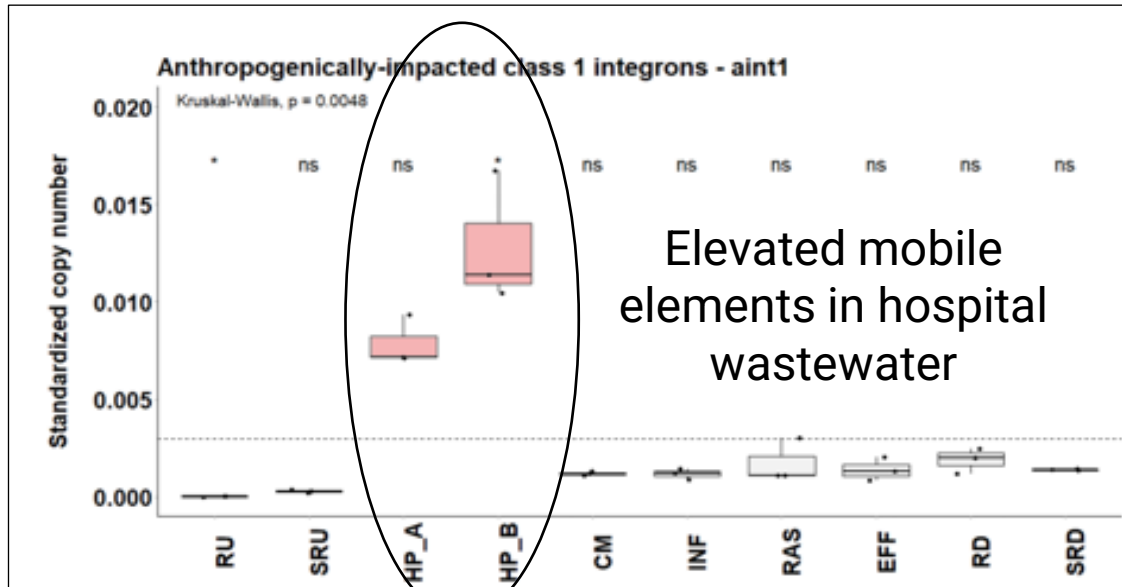 Anthropogenically-impacted class 1 integrons - aint1
Kruskal-Wallis, p = 0.0048
Standardized copy number
0.020
0.015
0.010
0.005
0.000
* ns ns * ns ns ns ns ns ns
Elevated mobile
elements in hospital
wastewater
RU SRU HP_A HP_B CM INF RAS EFF RD SRD